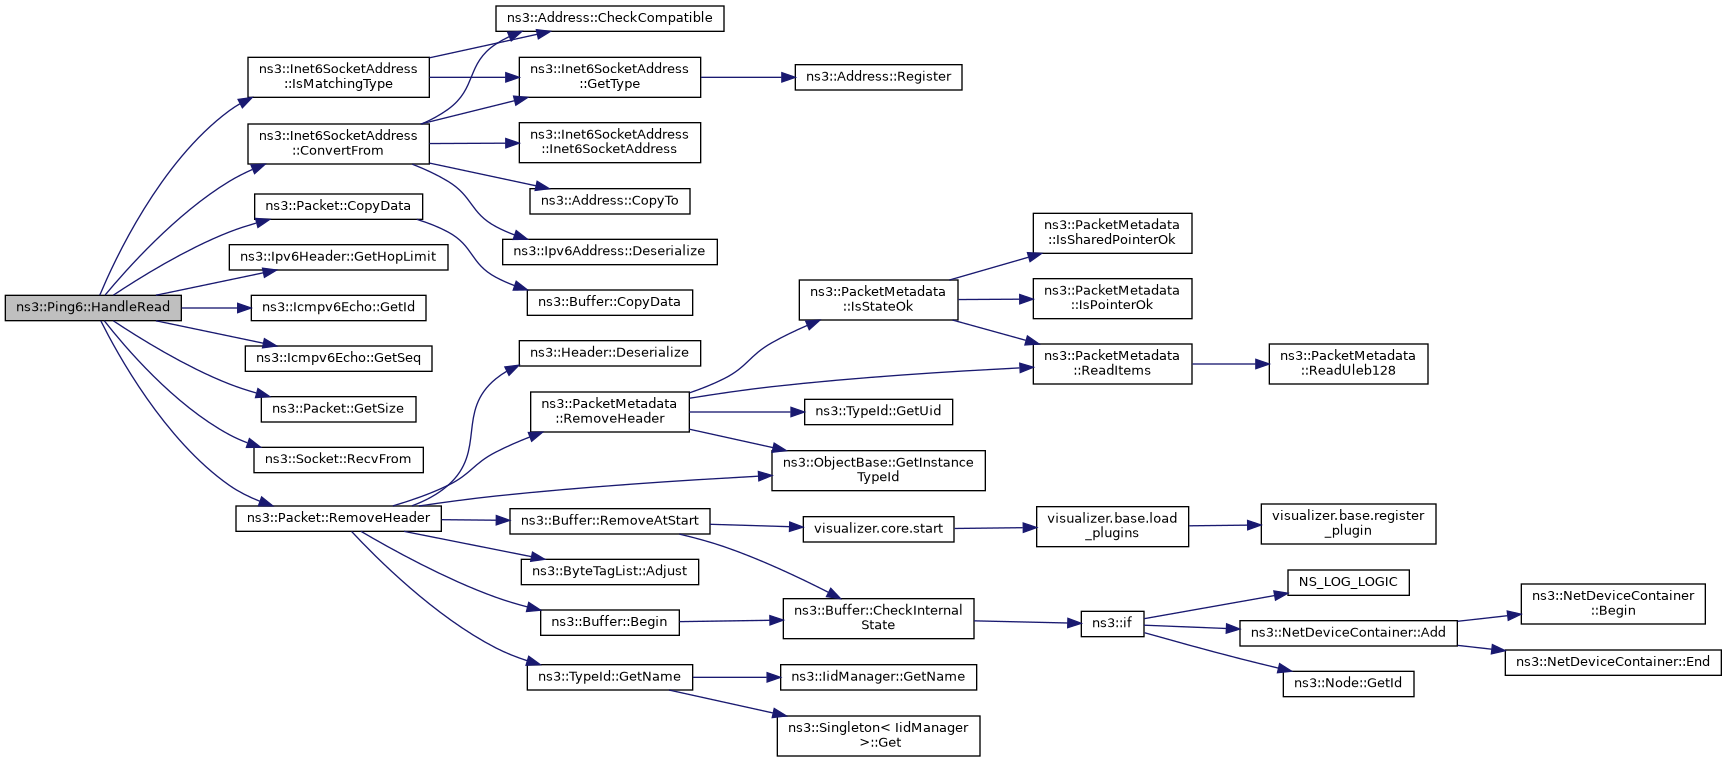 ns3::Address::CheckCompatible
ns3::Inet6SocketAddress
::IsMatchingType
ns3::Inet6SocketAddress
::GetType
ns3::Address::Register
ns3::Inet6SocketAddress
::ConvertFrom
ns3::Inet6SocketAddress
::Inet6SocketAddress
ns3::Packet::CopyData
ns3::Address::CopyTo
ns3::PacketMetadata
::IsSharedPointerOk
ns3::Ipv6Header::GetHopLimit
ns3::Ipv6Address::Deserialize
ns3::Ping6::HandleRead
ns3::Icmpv6Echo::GetId
ns3::Buffer::CopyData
ns3::PacketMetadata
::IsStateOk
ns3::PacketMetadata
::IsPointerOk
ns3::Icmpv6Echo::GetSeq
ns3::Header::Deserialize
ns3::PacketMetadata
::ReadItems
ns3::PacketMetadata
::ReadUleb128
ns3::Packet::GetSize
ns3::PacketMetadata
::RemoveHeader
ns3::TypeId::GetUid
ns3::Socket::RecvFrom
ns3::ObjectBase::GetInstance
TypeId
ns3::Packet::RemoveHeader
ns3::Buffer::RemoveAtStart
visualizer.core.start
visualizer.base.load
_plugins
visualizer.base.register
_plugin
ns3::ByteTagList::Adjust
NS_LOG_LOGIC
ns3::NetDeviceContainer
::Begin
ns3::Buffer::Begin
ns3::Buffer::CheckInternal
State
ns3::if
ns3::NetDeviceContainer::Add
ns3::NetDeviceContainer::End
ns3::TypeId::GetName
ns3::IidManager::GetName
ns3::Node::GetId
ns3::Singleton< IidManager
>::Get